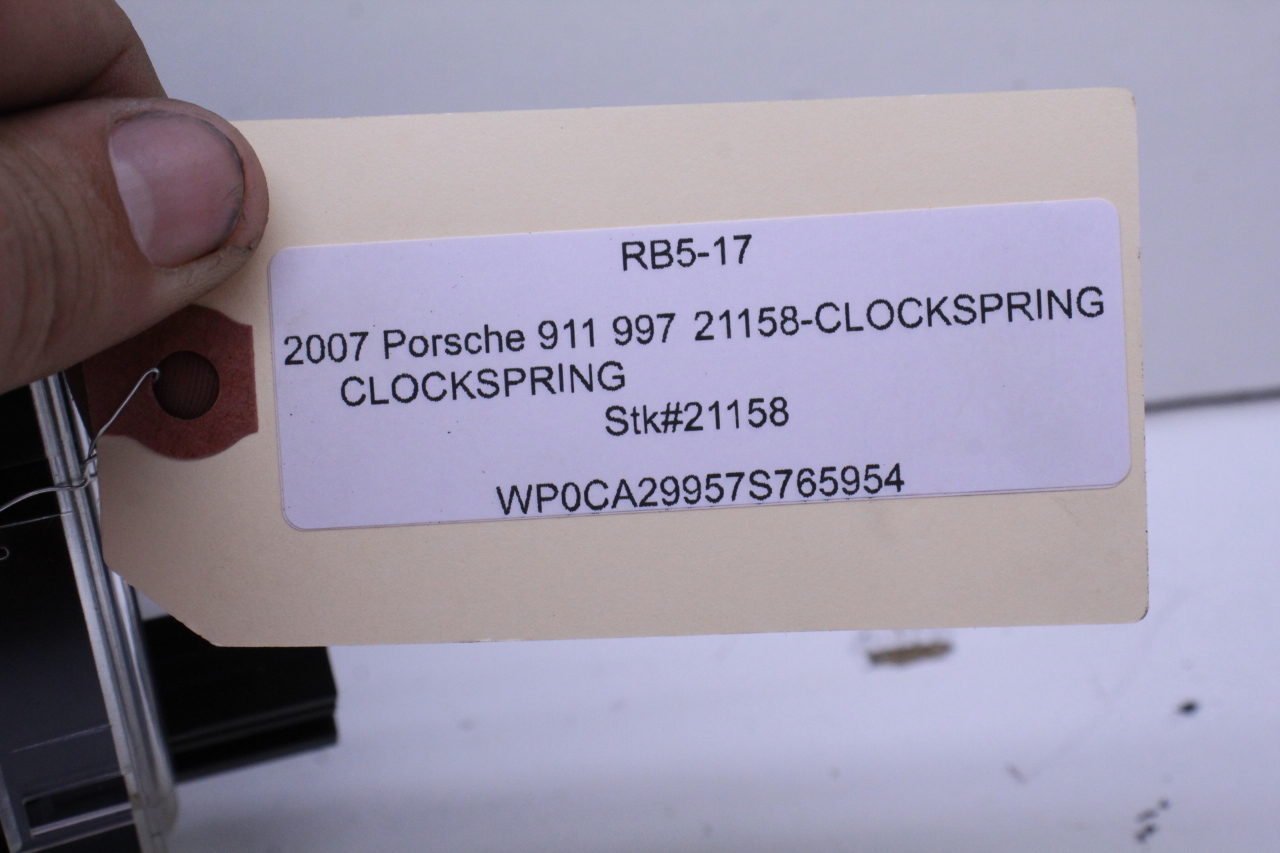 RB5-17
2007 Porsche 911 997 21158-CLOCKSPRING
CLOCKSPRING
Stk#21158
WP0CA29957S765954